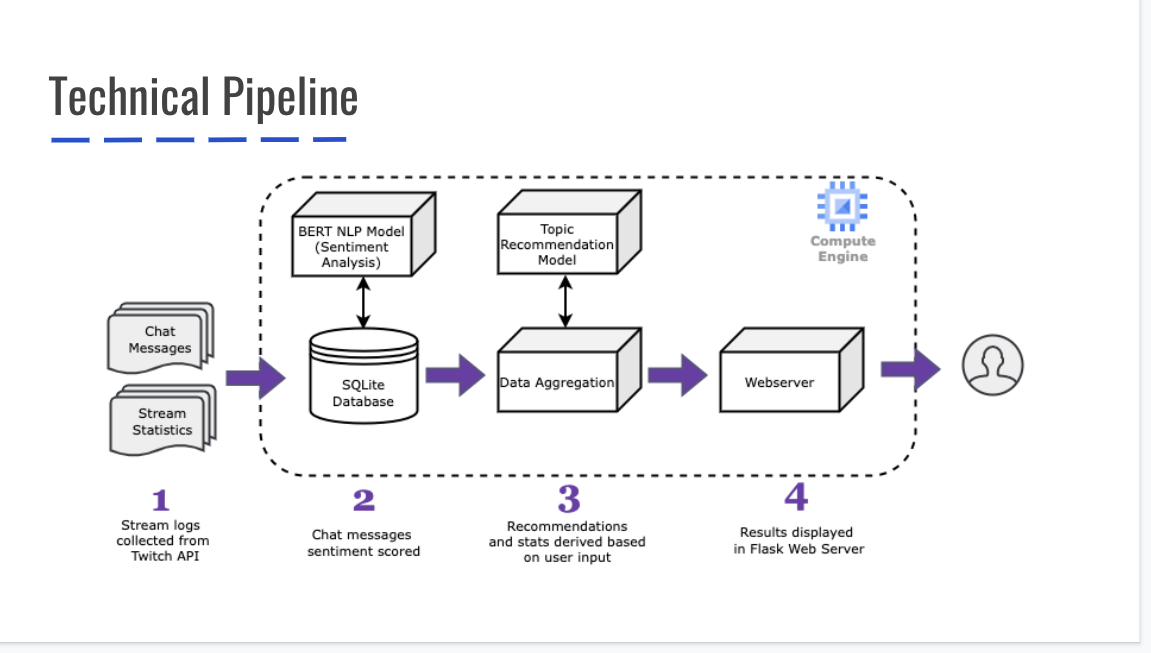 Technical Pipeline
BERT NLP Model
(Sentiment
Analysis)
Topic
Recommendation
Model
Compute
Engine
Chat
Messages
Stream
Statistics
SQLite
Database
Data Aggregation
Webserver
1
Stream logs
collected from
Twitch API
2
Chat messages
sentiment scored
3
Recommendations
and stats derived based
on user input
4
Results displayed
in Flask Web Server